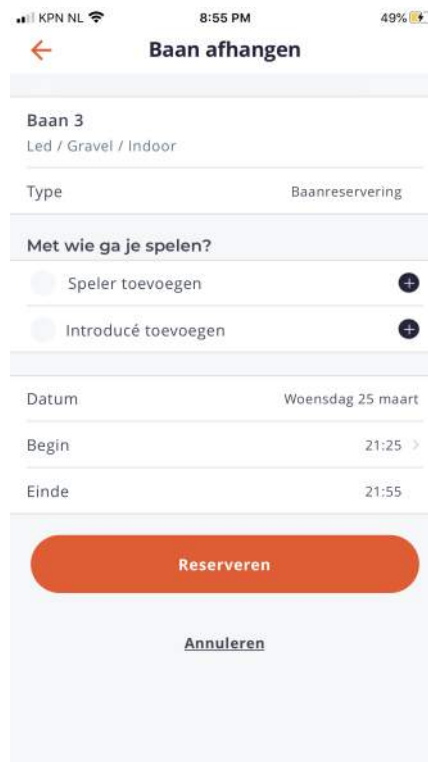 KPN NL 8:55 PM 49%
Baan afhangen
Baan 3
Led / Gravel / Indoor
Type Baanreservering
Met wie ga je spelen?
Speler toevoegen
Introducé toevoegen
Datum Woensdag 25 maart
Begin 21:25
Einde 21:55
Reserveren
Annuleren